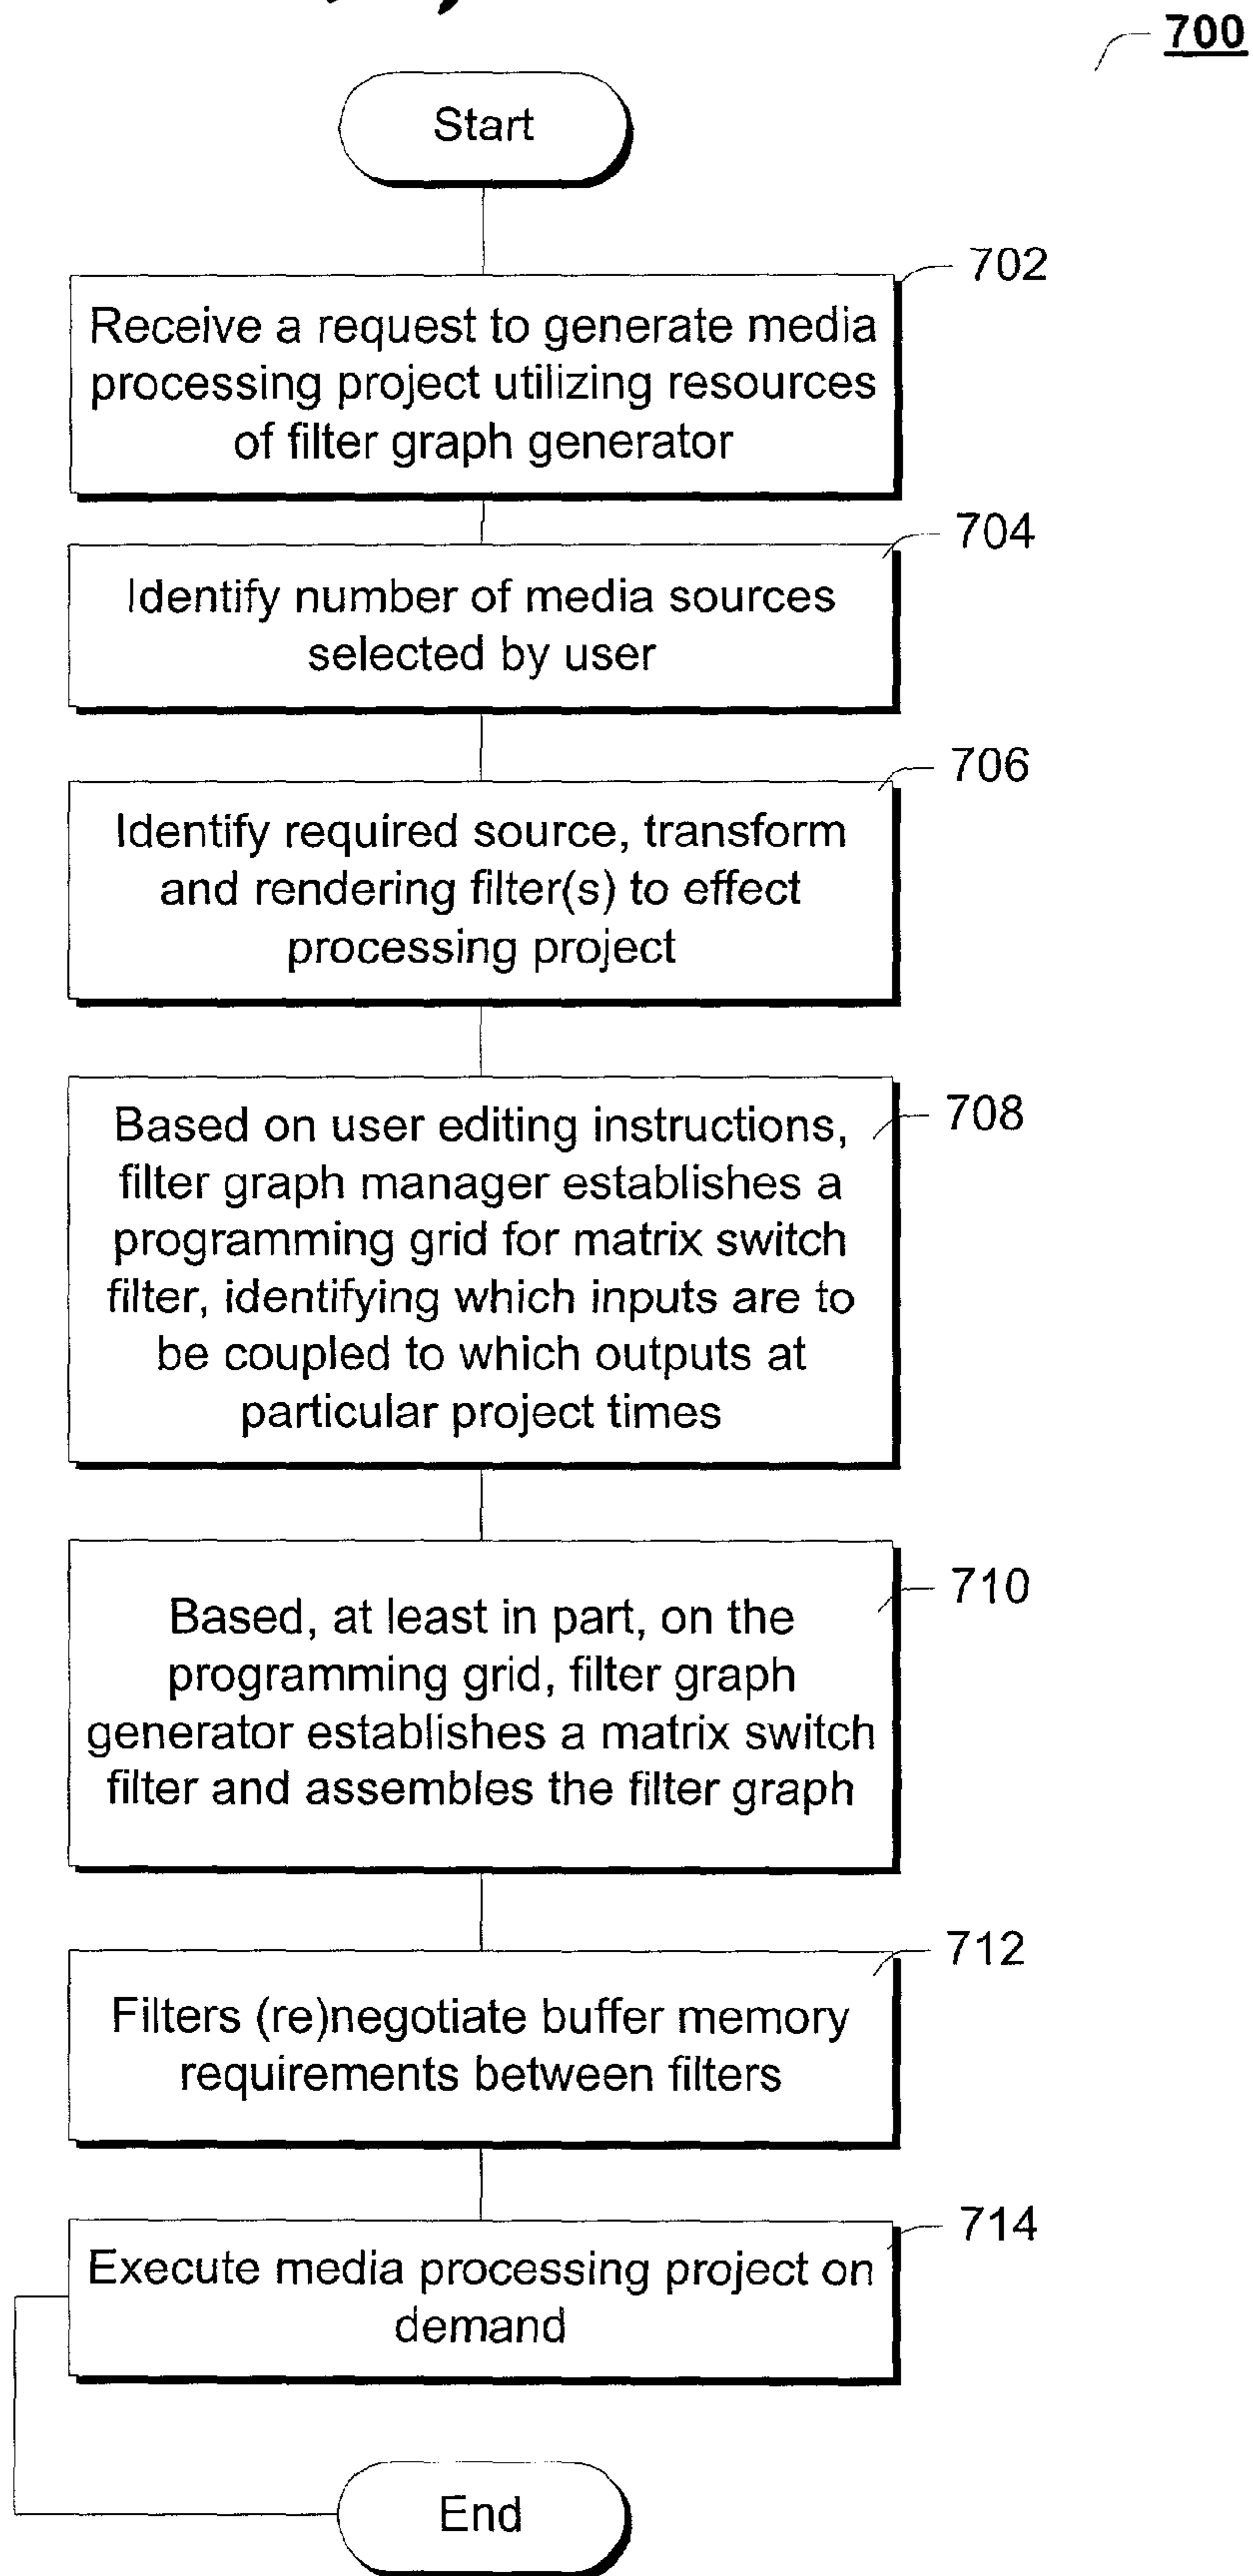 700
Start
702
Receive a request to generate media
processing project utilizing resources
of filter graph generator
704
Identify number of media sources
selected by user
706
Identify required source, transform
and rendering filter(s) to effect
processing project
708
Based on user editing instructions,
filter graph manager establishes a
programming grid for matrix switch
filter, identifying which inputs are to
be coupled to which outputs at
particular project times
710
Based, at least in part, on the
programming grid, filter graph
generator establishes a matrix switch
filter and assembles the filter graph
712
Filters (re)negotiate buffer memory
requirements between filters
714
Execute media processing project on
demand
End